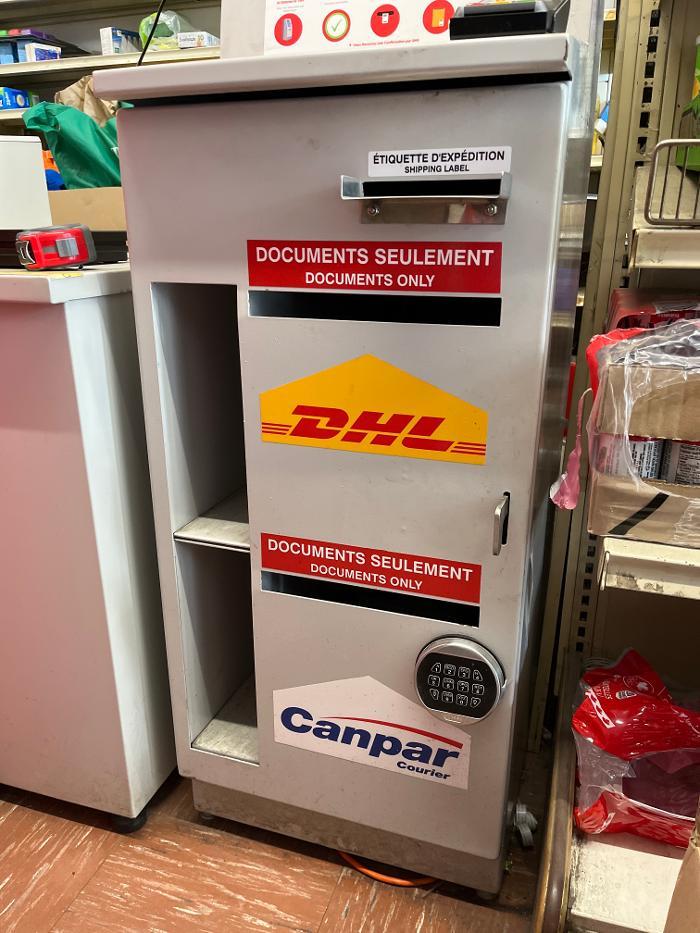 ÉTIQUETTE D'EXPÉDITION
SHIPPING LABEL
DOCUMENTS SEULEMENT
DOCUMENTS ONLY
DHL
DOCUMENTS SEULEMENT
DOCUMENTS ONLY
Canpar
Courier